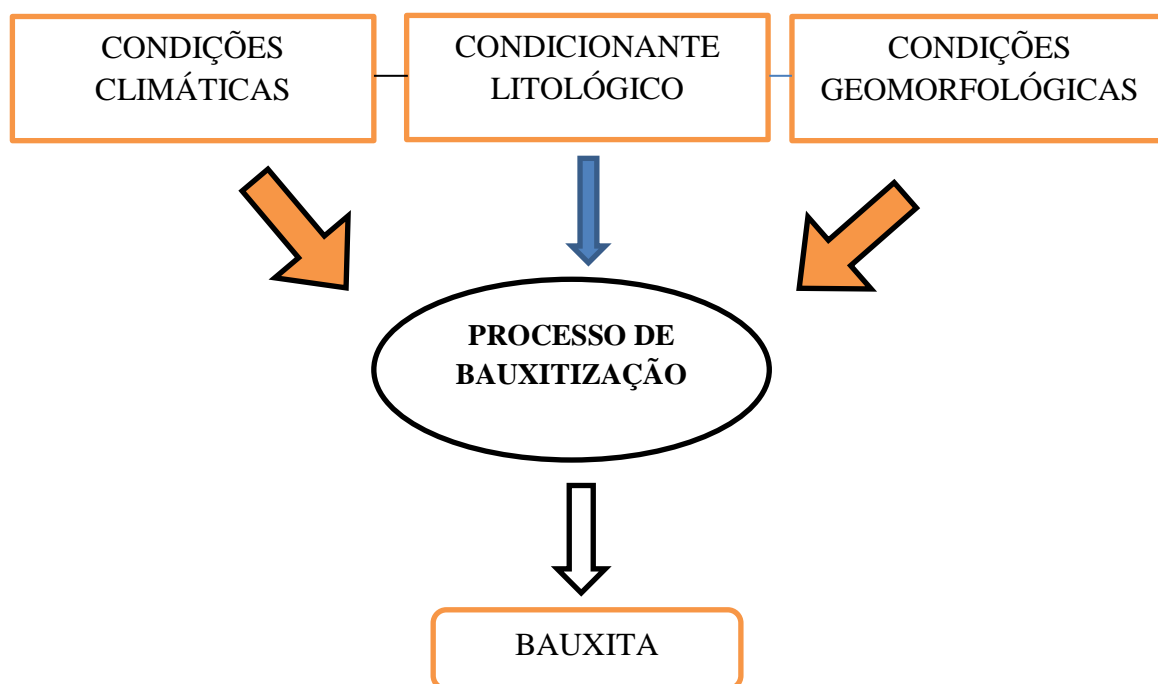 CONDIÇÕES
CLIMÁTICAS
CONDICIONANTE
LITOLÓGICO
CONDIÇÕES
GEOMORFOLÓGICAS
PROCESSO DE
BAUXITIZAÇÃO
BAUXITA